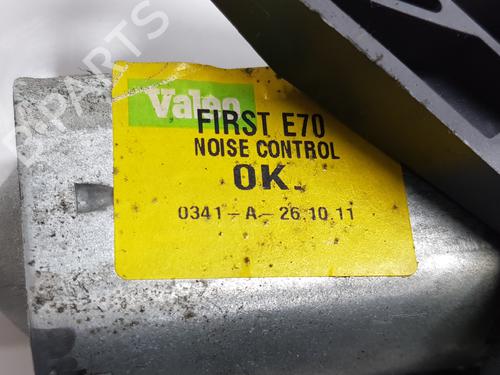 Valeo
FIRST E70
NOISE CONTROL
OK.
0341-A-26.10.11
D-PARTS